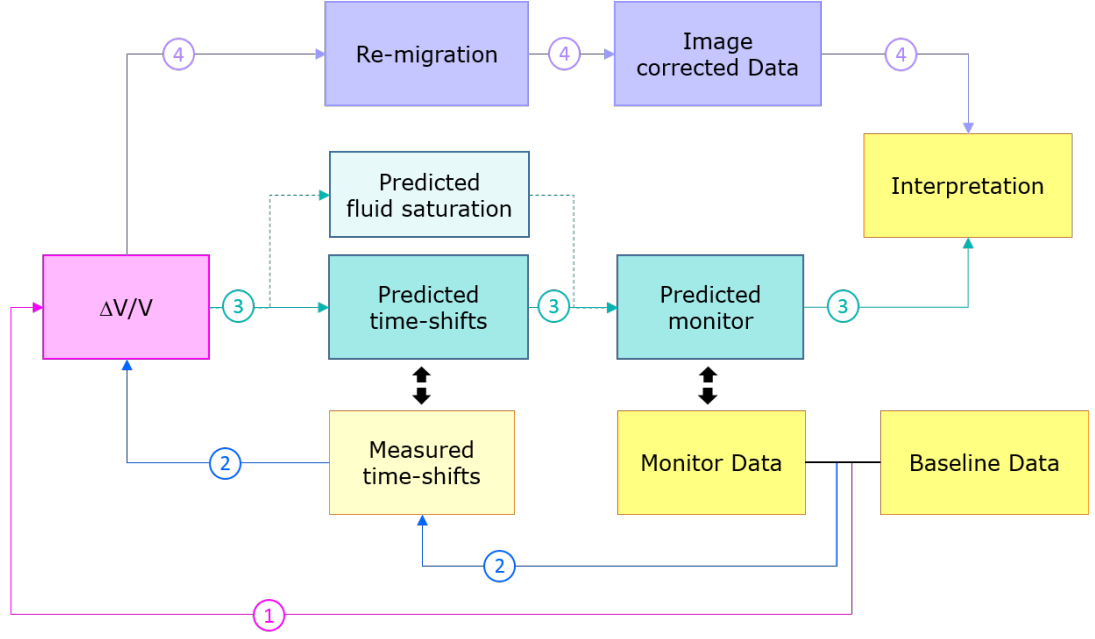 4
Re-migration
4
Image
corrected Data
4
Predicted
fluid saturation
Interpretation
ΔV/V
3
Predicted
time-shifts
3
Predicted
monitor
3
2
Measured
time-shifts
Monitor Data
Baseline Data
2
1